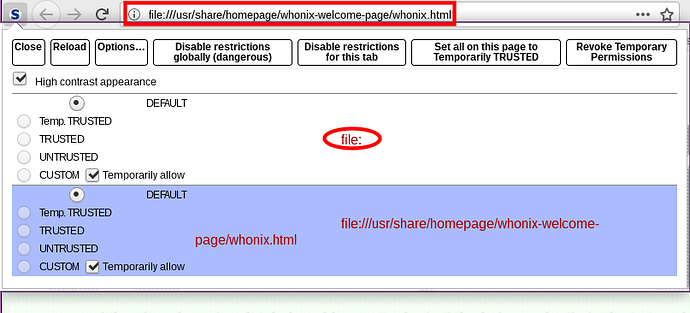 S file:///usr/share/homepage/whonix-welcome-page/whonix.html
Close Reload Options... Disable restrictions Disable restrictions Set all on this page to Revoke Temporary
globally (dangerous) for this tab Temporarily TRUSTED Permissions
High contrast appearance
DEFAULT
Temp. TRUSTED
TRUSTED file:
UNTRUSTED
CUSTOM Temporarily allow
DEFAULT
Temp. TRUSTED
TRUSTED file:///usr/share/homepage/whonix-welcome-
UNTRUSTED page/whonix.html
CUSTOM Temporarily allow